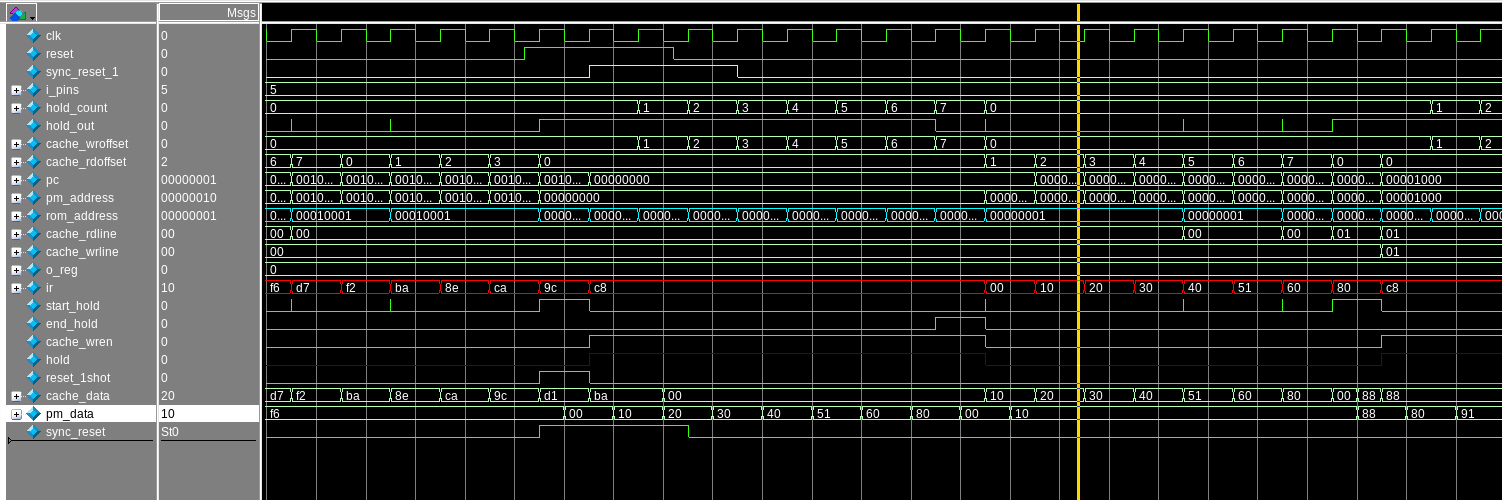 Msgs
clk 0
reset 0
sync_reset_1 0
i_pins 5 5
hold_count 0 0 1 2 3 4 5 6 7 0 1 2
hold_out 0
cache_wroffset 0 0 1 2 3 4 5 6 7 0 1 2
cache_rdoffset 2 6 7 0 1 2 3 0 1 2 3 4 5 6 7 0 0
pc 00000001 0... 0010... 0010... 0010... 0010... 0010... 0010... 00000000 0000... 0000... 0000... 0000... 0000... 0000... 0000... 00001000
pm_address 00000010 0... 0010... 0010... 0010... 0010... 0010... 00000000 0000... 0000... 0000... 0000... 0000... 0000... 0000... 0000... 00001000
rom_address 00000001 0... 00010001 00010001 0000... 0000... 0000... 0000... 0000... 0000... 0000... 0000... 0000... 00000001 00000001 0000... 0000... 0000... 0000... 000
cache_rdline 00 00 00 00 00 01 01
cache_wrline 00 00 01
o_reg 0 0
ir 10 f6 d7 f2 ba 8e ca 9c c8 00 10 20 30 40 51 60 80 c8
start_hold 0
end_hold 0
cache_wren 0
hold 0
reset_1shot 0
cache_data 20 d7 f2 ba 8e ca 9c d1 ba 00 10 20 30 40 51 60 80 00 88 88
pm_data 10 f6 00 10 20 30 40 51 60 80 00 10 88 80 91
sync_reset St0